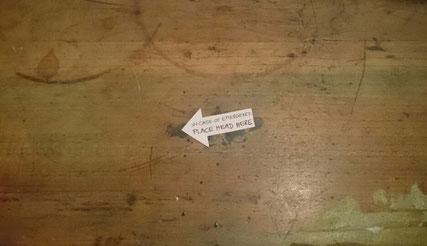 IN CASE OF EMERGENCY
PLACE HEAD HERE